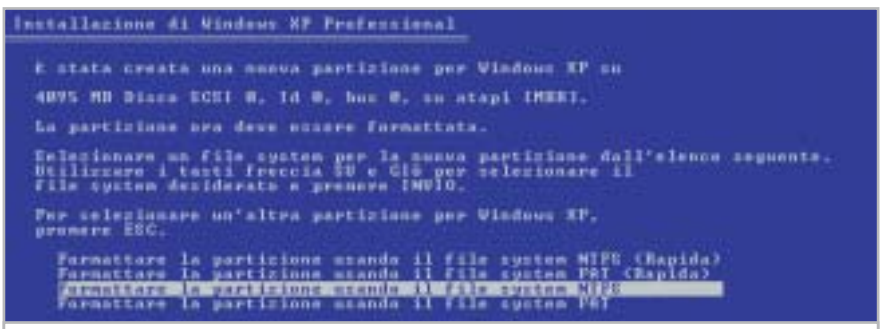 Installazione di Windows XP Professional
È stata creata una nuova partizione per Windows XP su
4095 MB Disco SCSI 0, Id 0, bus 0, su atapi [MBR].
La partizione ora deve essere formattata.
Selezionare un file system per la nuova partizione dall'elenco seguente.
Utilizzare i tasti freccia SU e GIÙ per selezionare il
file system desiderato e premere INVIO.
Per selezionare un'altra partizione per Windows XP,
premere ESC.
Formattare la partizione usando il file system NTFS (Rapida)
Formattare la partizione usando il file system FAT (Rapida)
Formattare la partizione usando il file system NTFS
Formattare la partizione usando il file system FAT